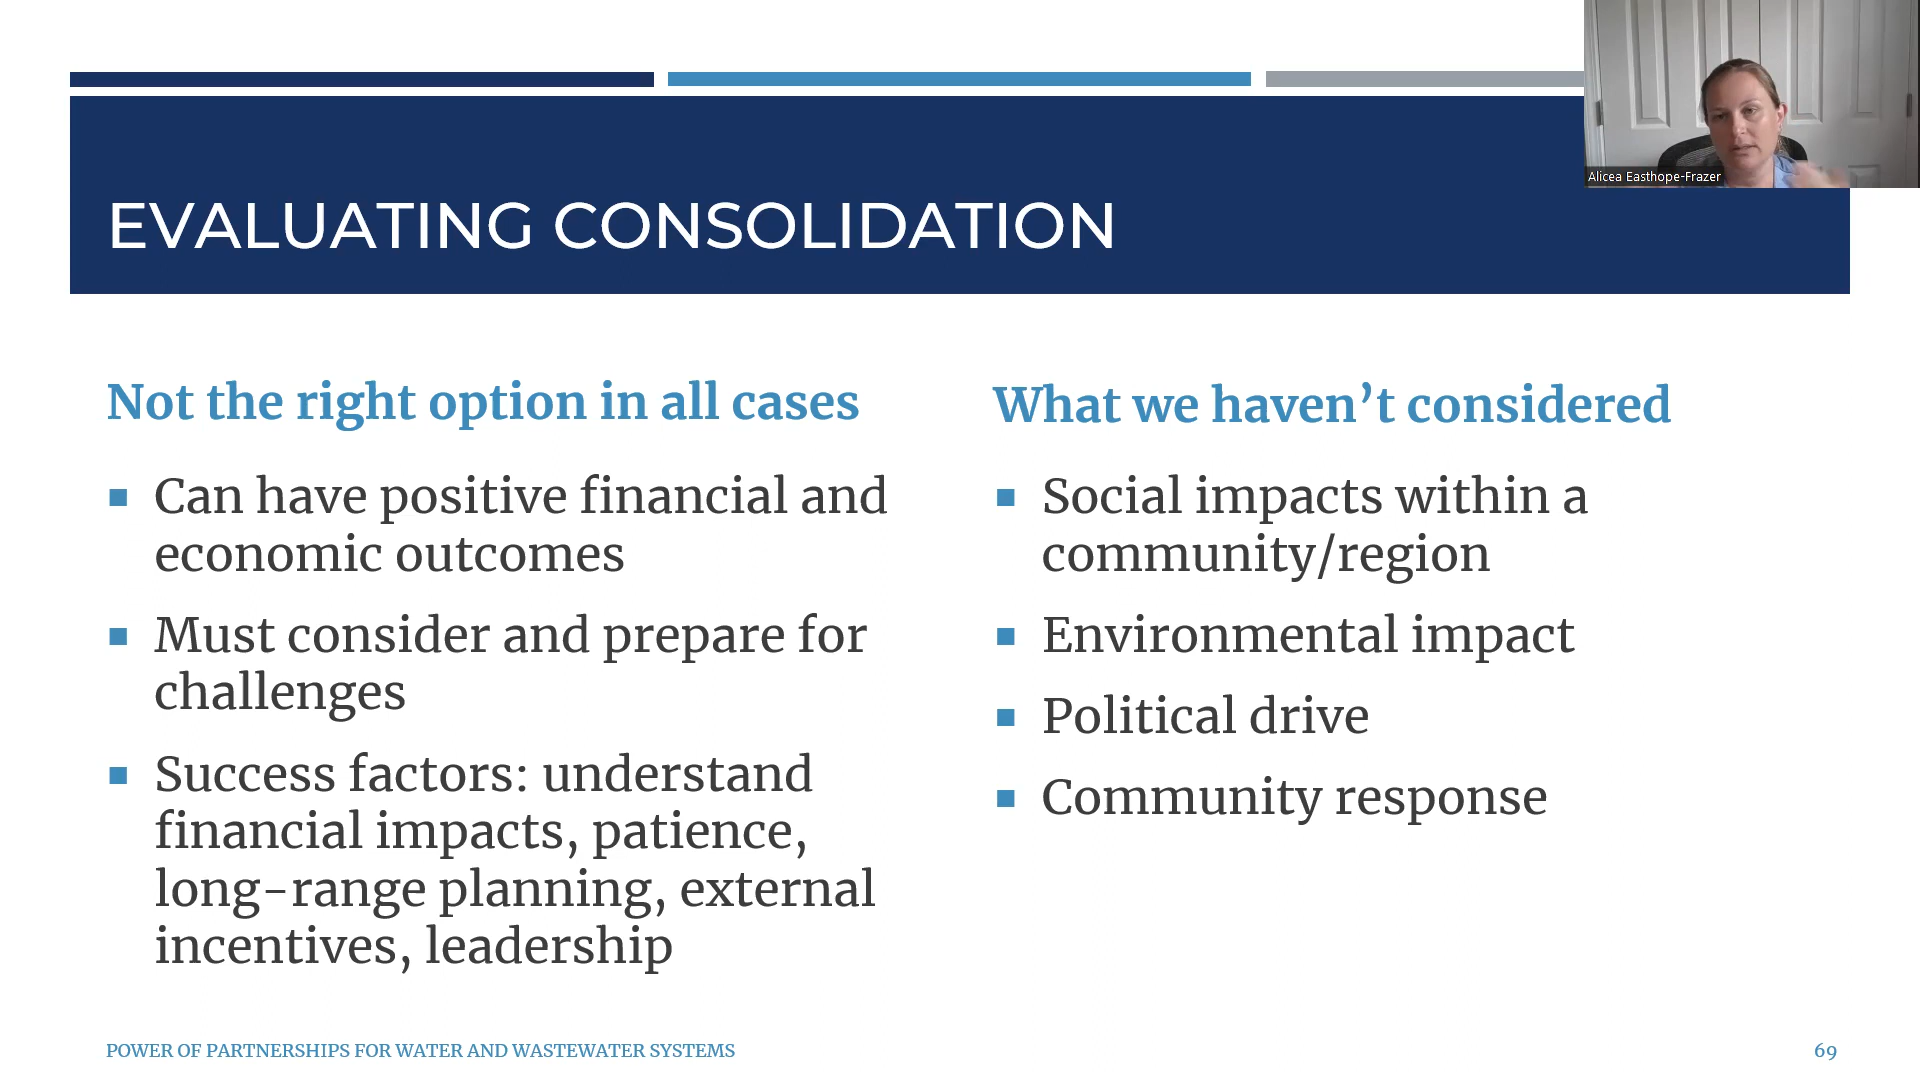 Alicea Easthope-Frazer
EVALUATING CONSOLIDATION
Not the right option in all cases
■ Can have positive financial and
economic outcomes
■ Must consider and prepare for
challenges
■ Success factors: understand
financial impacts, patience,
long-range planning, external
incentives, leadership
What we haven’t considered
■ Social impacts within a
community/region
■ Environmental impact
■ Political drive
■ Community response
POWER OF PARTNERSHIPS FOR WATER AND WASTEWATER SYSTEMS
69